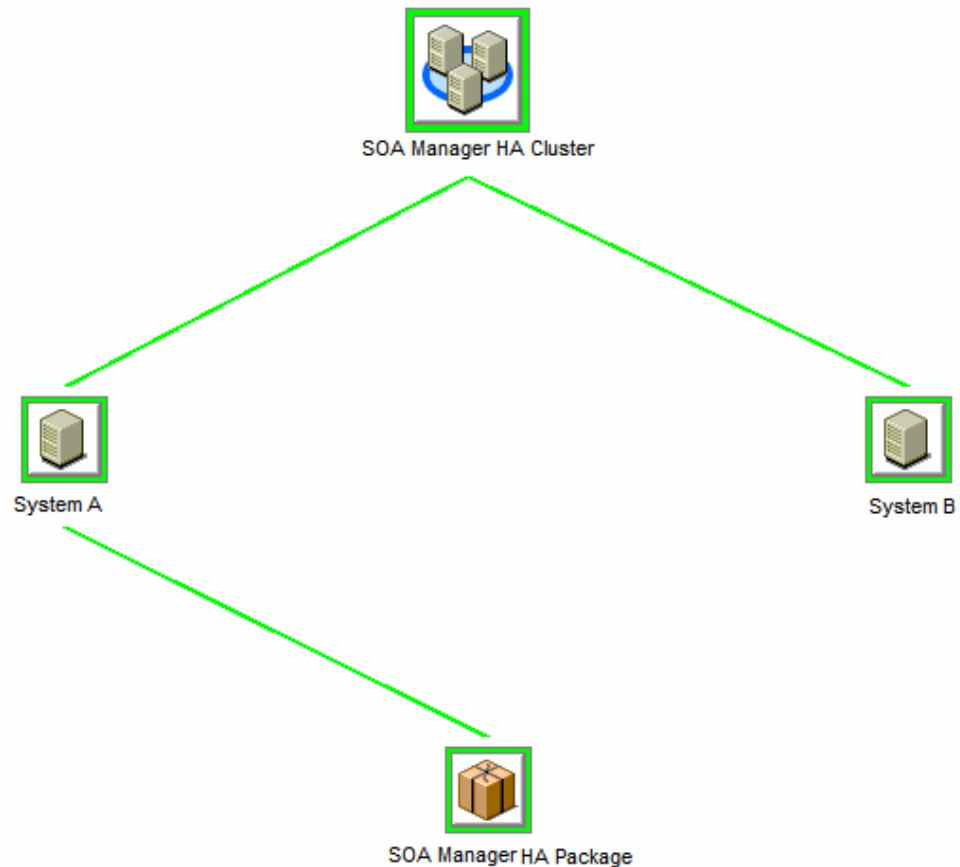 SOA Manager HA Cluster
System A
System B
SOA Manager HA Package